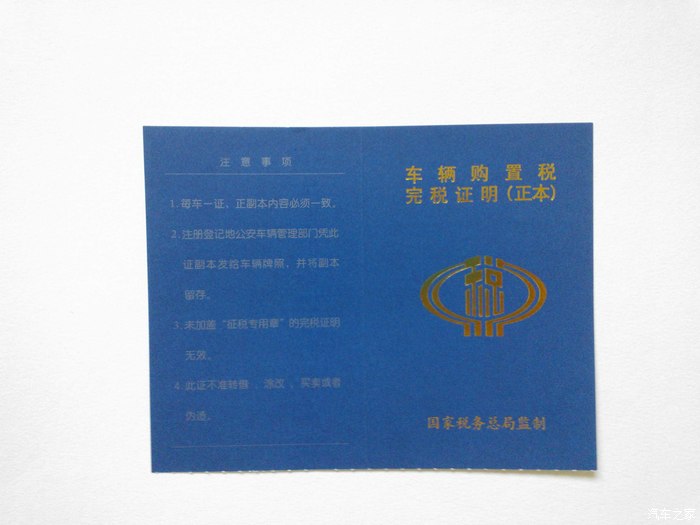 注意事项
1. 每车一证、正副本内容必须一致。
2. 注册登记地公安车辆管理部门凭此
证副本发给车辆牌照，并将副本
留存。
3. 未加盖“征税专用章”的完税证明
无效。
4. 此证不准转借、涂改、买卖或者
伪造。
车辆购置税
完税证明(正本)
税
国家税务总局监制
汽车之家